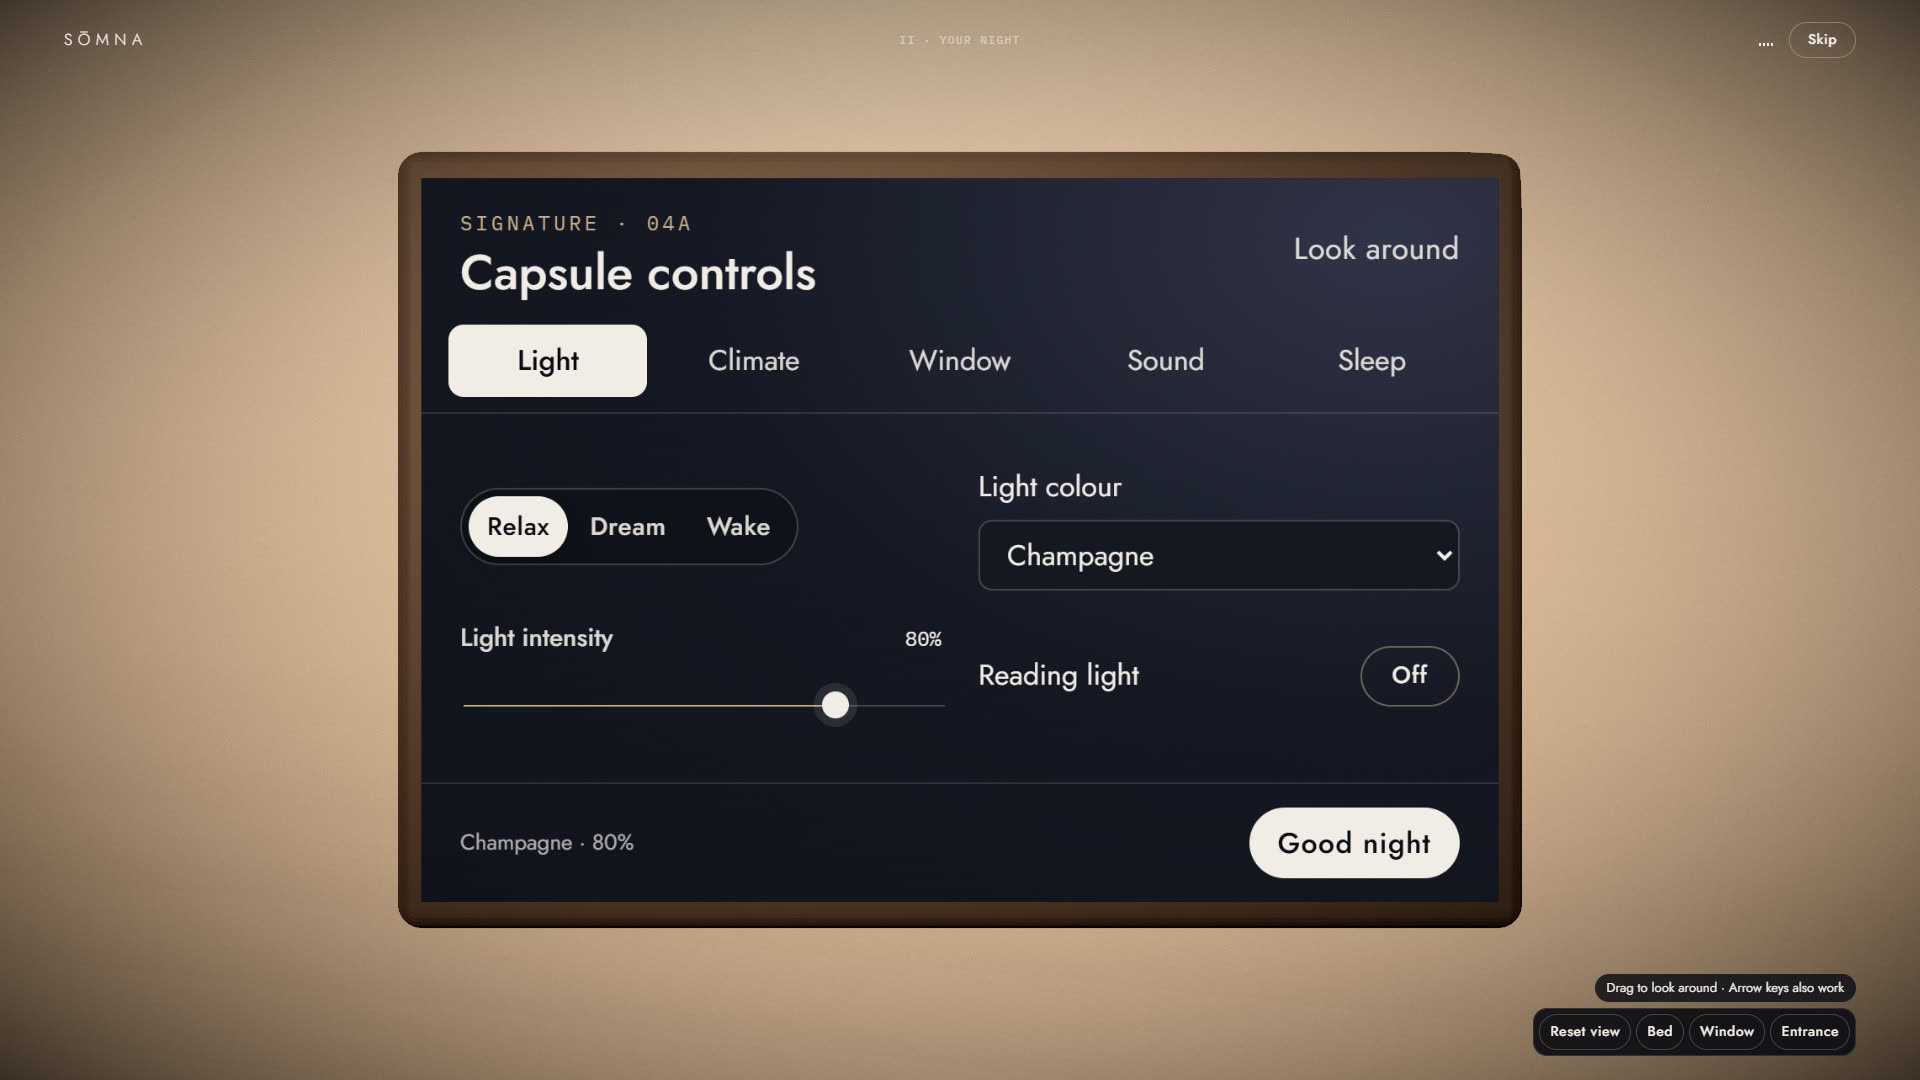 SŌMNA
II · YOUR NIGHT
Skip
SIGNATURE · 04A
Capsule controls
Look around
Light
Climate
Window
Sound
Sleep
Relax
Dream
Wake
Light colour
Champagne
Light intensity
80%
Reading light
Off
Champagne · 80%
Good night
Drag to look around · Arrow keys also work
Reset view
Bed
Window
Entrance